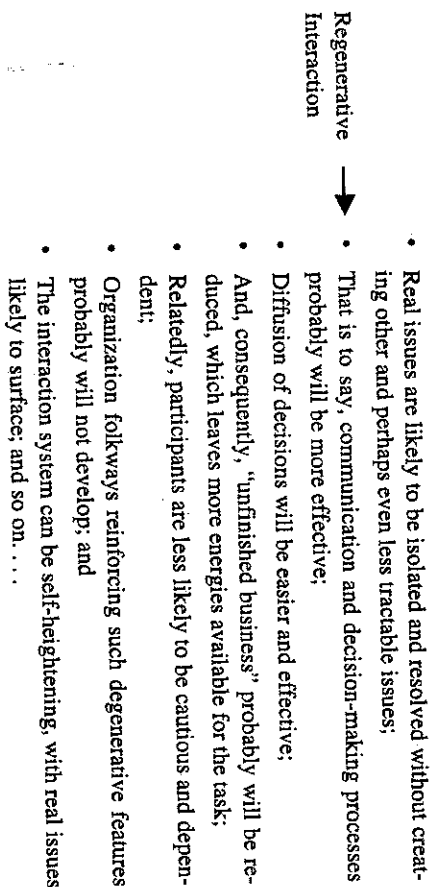 Regenerative
Interaction
• Real issues are likely to be isolated and resolved without creat-
ing other and perhaps even less tractable issues;
• That is to say, communication and decision-making processes
probably will be more effective;
• Diffusion of decisions will be easier and effective;
• And, consequently, “unfinished business” probably will be re-
duced, which leaves more energies available for the task;
• Relatedly, participants are less likely to be cautious and depen-
dent;
• Organization folkways reinforcing such degenerative features
probably will not develop; and
• The interaction system can be self-heightening, with real issues
likely to surface; and so on. . . .